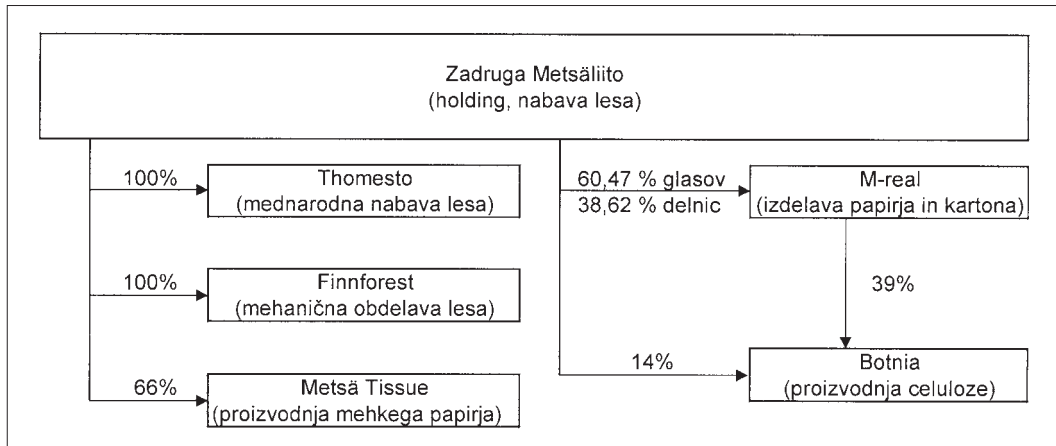 Zadruga Metsäliito
(holding, nabava lesa)
100%
Thomesto
(mednarodna nabava lesa)
60,47 % glasov
38,62 % delnic
M-real
(izdelava papirja in kartona)
100%
Finnforest
(mehanična obdelava lesa)
39%
66%
Metsä Tissue
(proizvodnja mehkega papirja)
14%
Botnia
(proizvodnja celuloze)